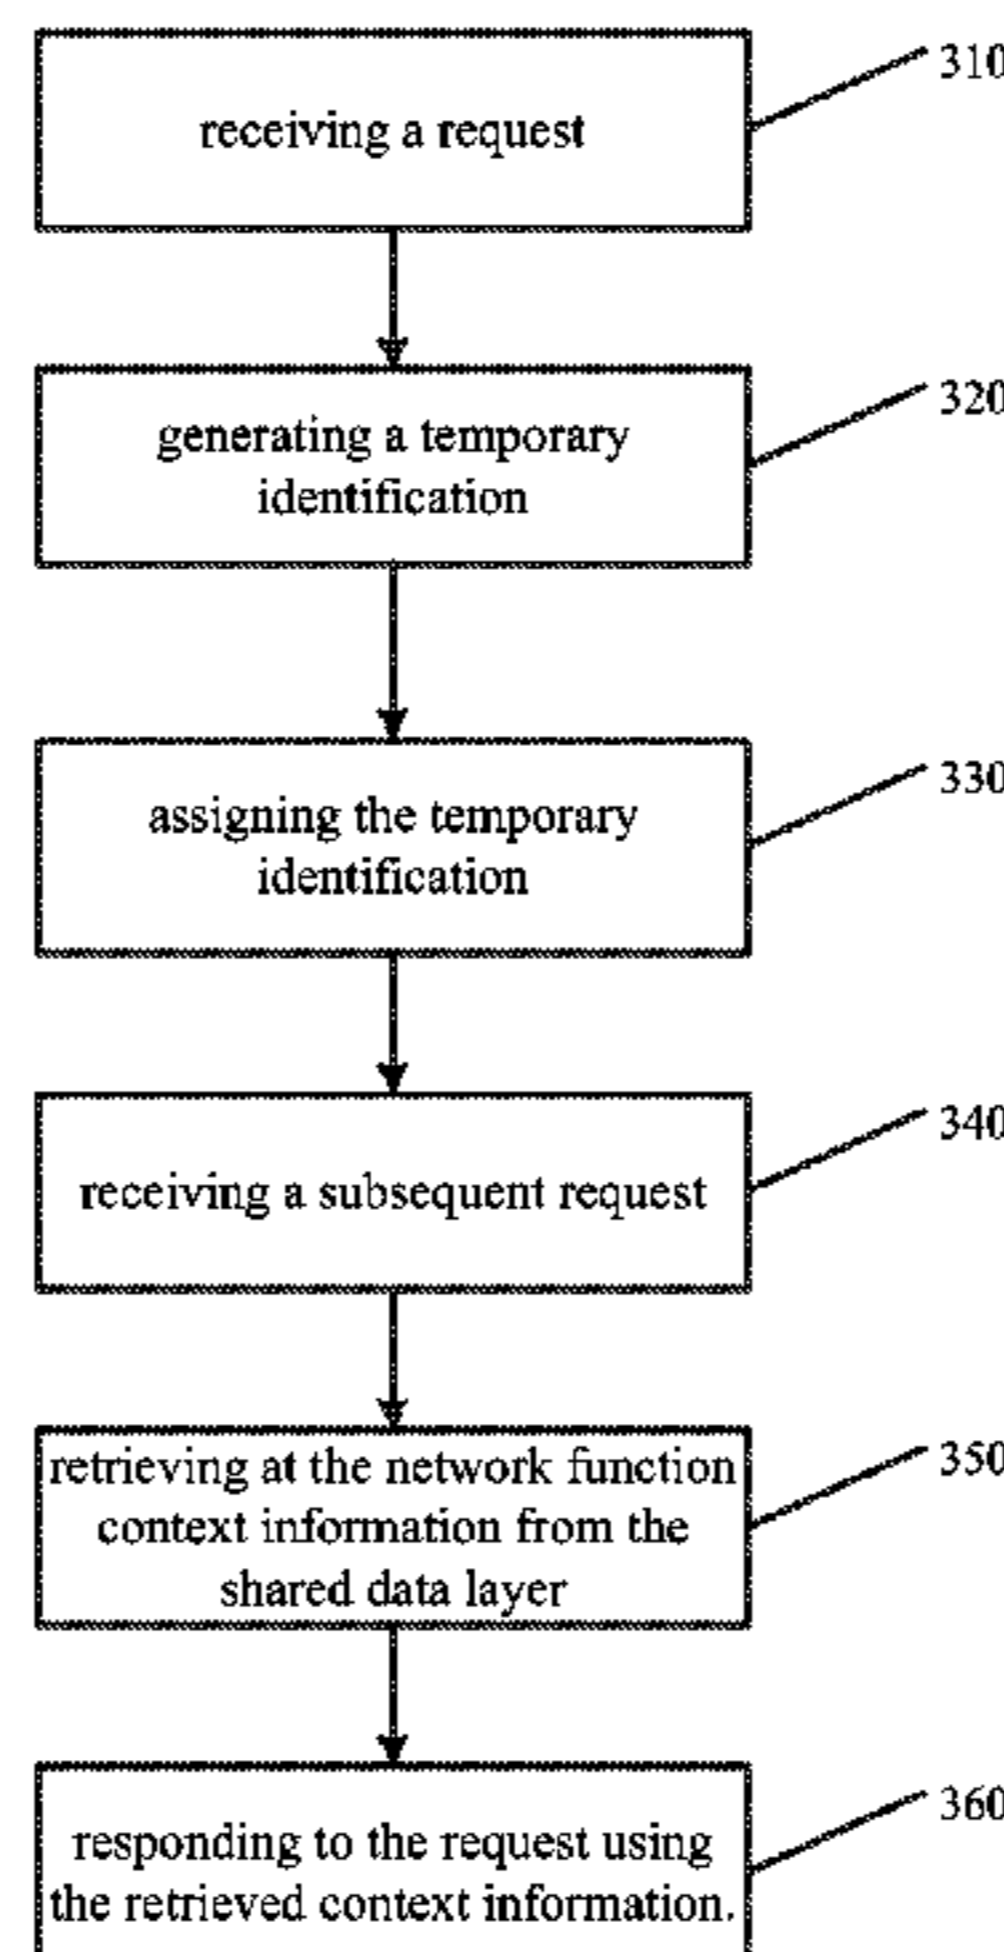 receiving a request
310
generating a temporary
identification
320
assigning the temporary
identification
330
receiving a subsequent request
340
retrieving at the network function
context information from the
shared data layer
350
responding to the request using
the retrieved context information.
360